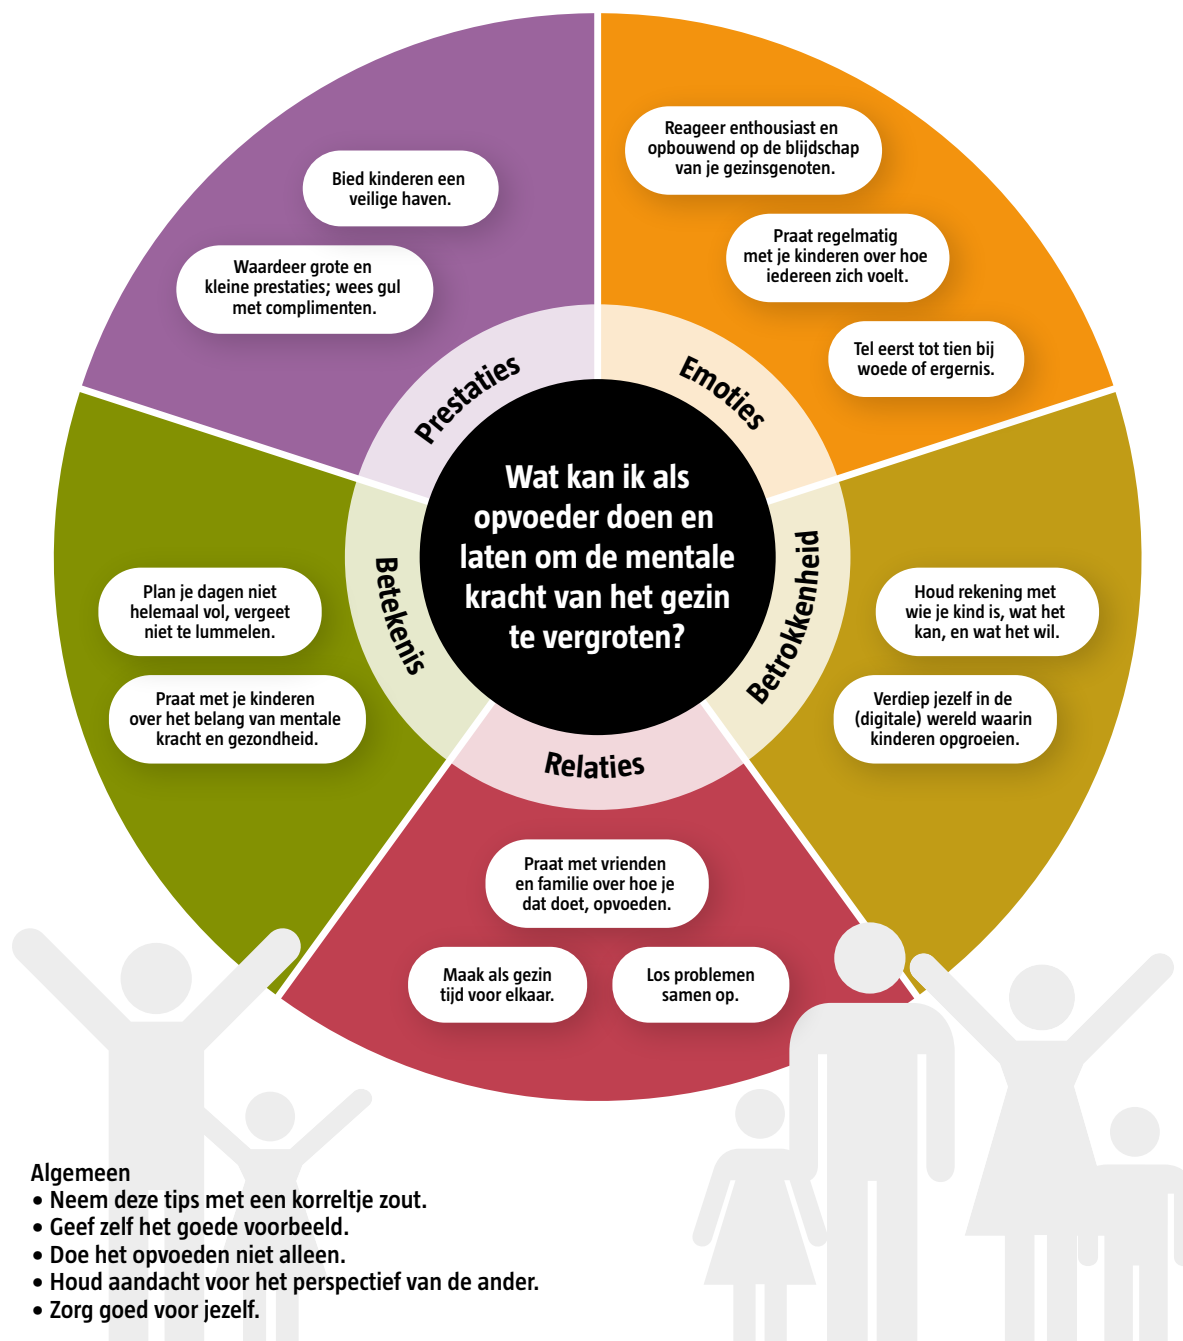 Wat kan ik als
opvoeder doen en
laten om de mentale
kracht van het gezin
te vergroten?
Emoties
Reageer enthousiast en
opbouwend op de blijdschap
van je gezinsgenoten.
Praat regelmatig
met je kinderen over hoe
iedereen zich voelt.
Tel eerst tot tien bij
woede of ergernis.
Betrokkenheid
Houd rekening met
wie je kind is, wat het
kan, en wat het wil.
Verdiep jezelf in de
(digitale) wereld waarin
kinderen opgroeien.
Relaties
Praat met vrienden
en familie over hoe je
dat doet, opvoeden.
Maak als gezin
tijd voor elkaar.
Los problemen
samen op.
Betekenis
Plan je dagen niet
helemaal vol, vergeet
niet te lummelen.
Praat met je kinderen
over het belang van mentale
kracht en gezondheid.
Prestaties
Bied kinderen een
veilige haven.
Waardeer grote en
kleine prestaties; wees gul
met complimenten.
Algemeen
• Neem deze tips met een korreltje zout.
• Geef zelf het goede voorbeeld.
• Doe het opvoeden niet alleen.
• Houd aandacht voor het perspectief van de ander.
• Zorg goed voor jezelf.